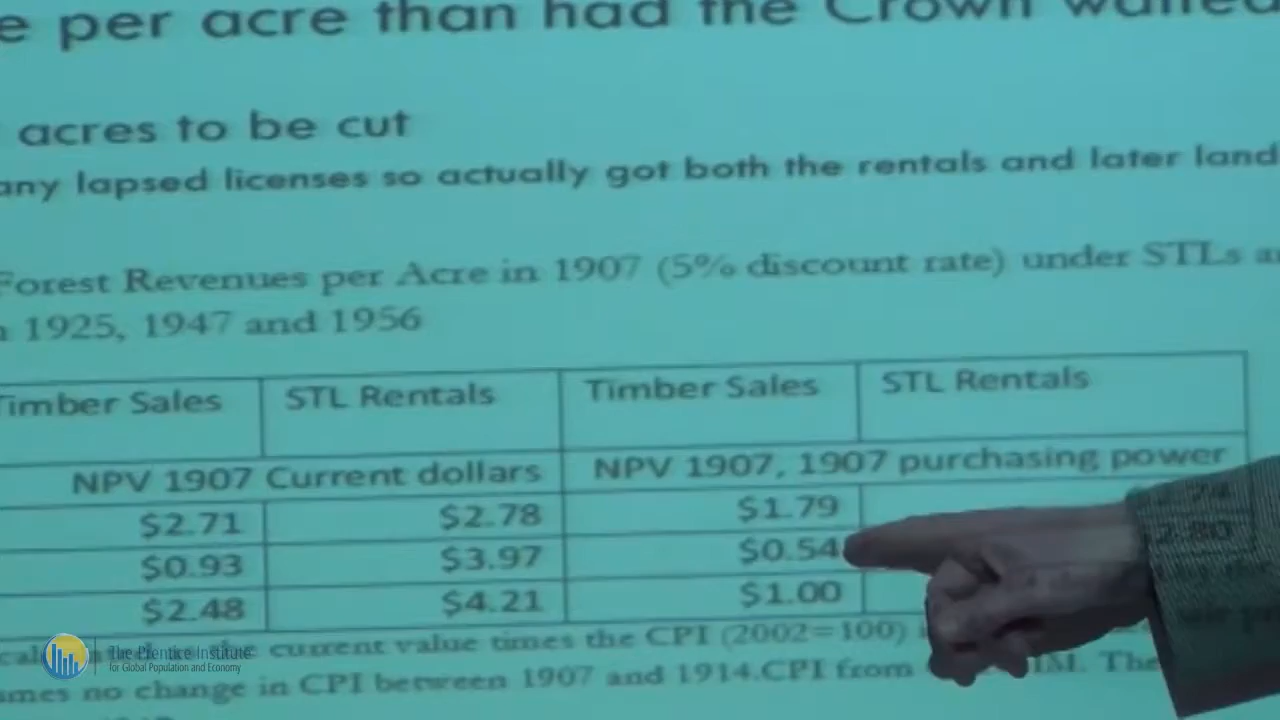 e per acre than had the Crown waited
acres to be cut
any lapsed licenses so actually got both the rentals and later land
Forest Revenues per Acre in 1907 (5% discount rate) under STLs
1925, 1947 and 1956
Timber Sales STL Rentals Timber Sales STL Rentals
NPV 1907 Current dollars NPV 1907, 1907 purchasing power
$2.71 $2.78 $1.79
$0.93 $3.97 $0.54 2.80
$2.48 $4.21 $1.00
current value times the CPI (2002=100)
umes no change in CPI between 1907 and 1914.CPI from
The Prentice Institute
for Global Population and Economy